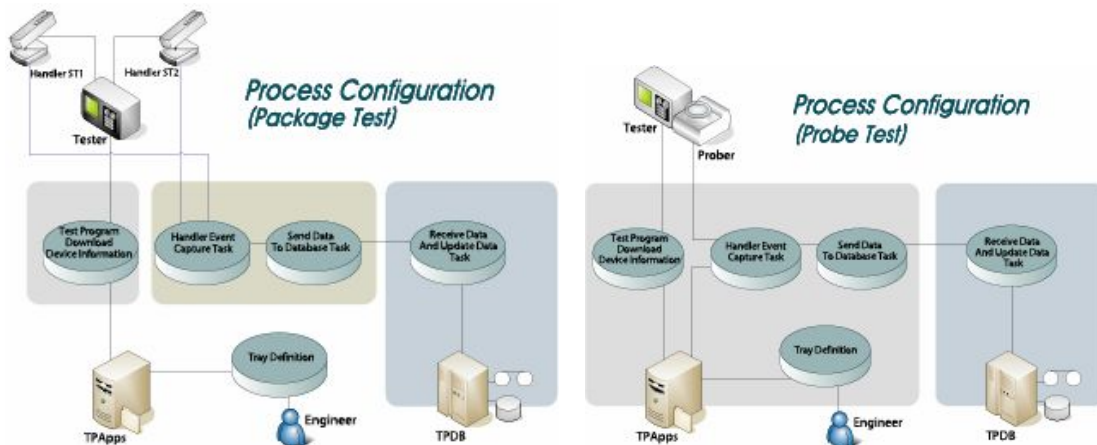 Handler ST1
Handler ST2
Process Configuration
(Package Test)
Tester
Test Program
Download
Device Information
Handler Event
Capture Task
Send Data
To Database Task
Receive Data
And Update Data
Task
Tray Definition
TPApps
Engineer
TPDB
Process Configuration
(Probe Test)
Tester
Prober
Test Program
Download
Device Information
Handler Event
Capture Task
Send Data
To Database Task
Receive Data
And Update Data
Task
Tray Definition
TPApps
Engineer
TPDB